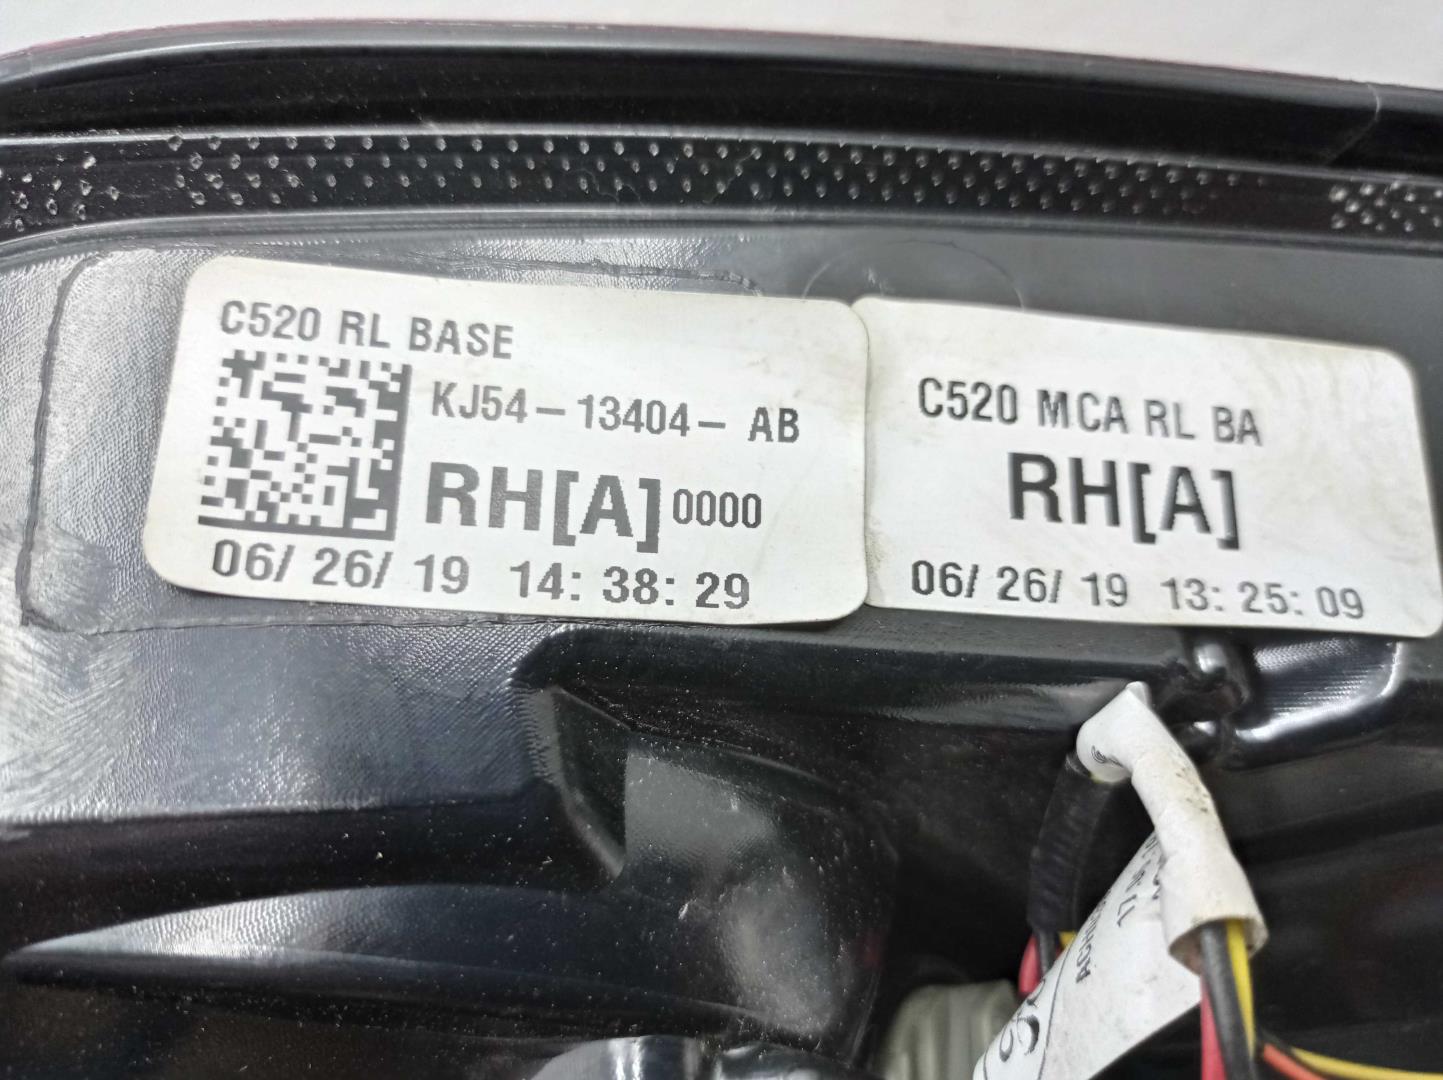 C520 RL BASE
KJ54-13404- AB
RH[A] 0000
06/ 26/ 19 14: 38: 29
C520 MCA RL BA
RH[A]
06/ 26/ 19 13: 25: 09